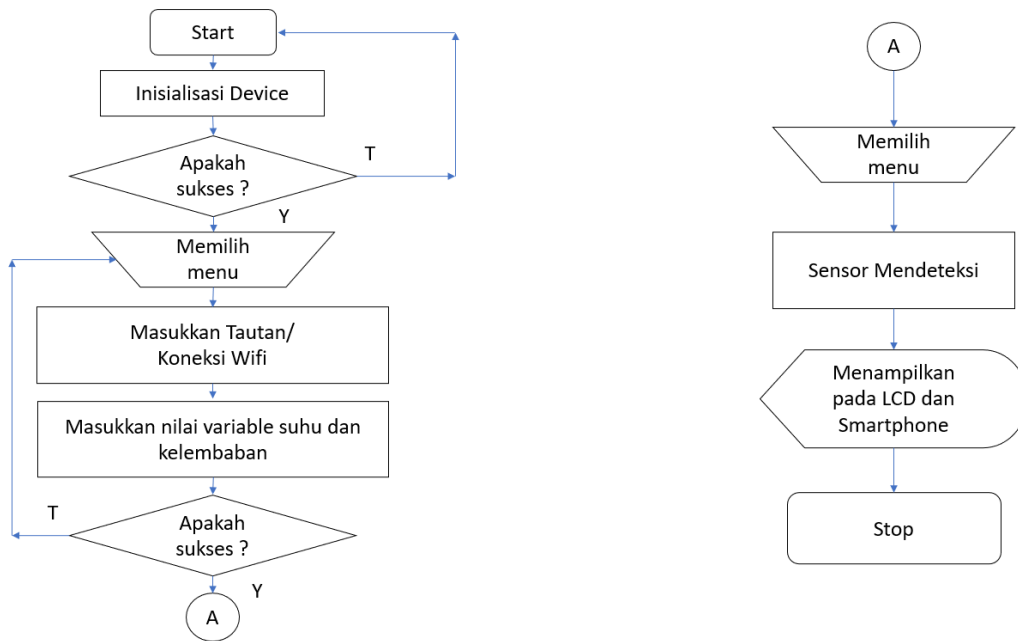 Start
Inisialisasi Device
Apakah
sukses ?
T
Y
Memilih
menu
Masukkan Tautan/
Koneksi Wifi
Masukkan nilai variable suhu dan
kelembaban
Apakah
sukses ?
T
Y
A
A
Memilih
menu
Sensor Mendeteksi
Menampilkan
pada LCD dan
Smartphone
Stop